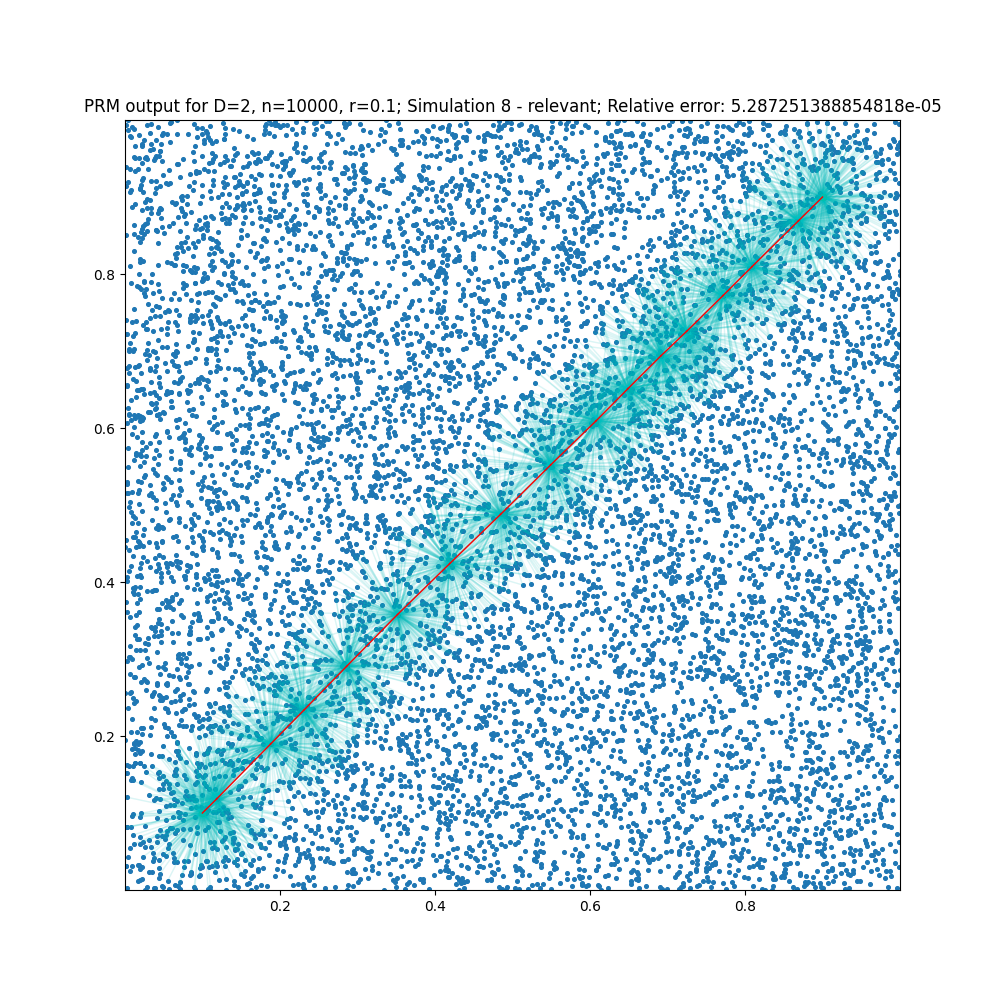 PRM output for D=2, n=10000, r=0.1; Simulation 8 - relevant; Relative error: 5.287251388854818e-05
0.8
0.6
0.4
0.2
0.2 0.4 0.6 0.8